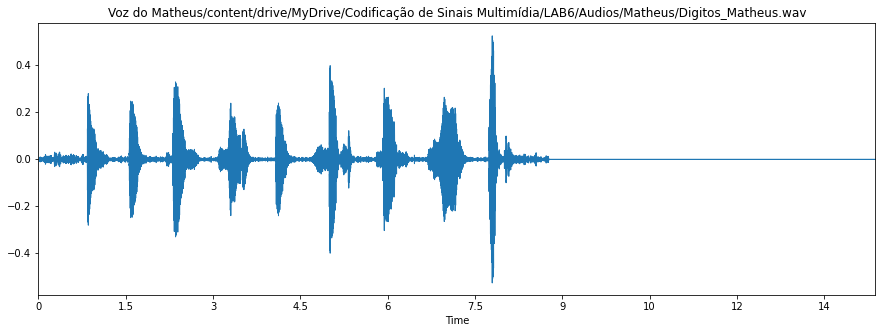 Voz do Matheus/content/drive/MyDrive/Codificação de Sinais Multimídia/LAB6/Audios/Matheus/Digitos_Matheus.wav
0.4
0.2
0.0
−0.2
−0.4
0 1.5 3 4.5 6 7.5 9 10 12 14
Time